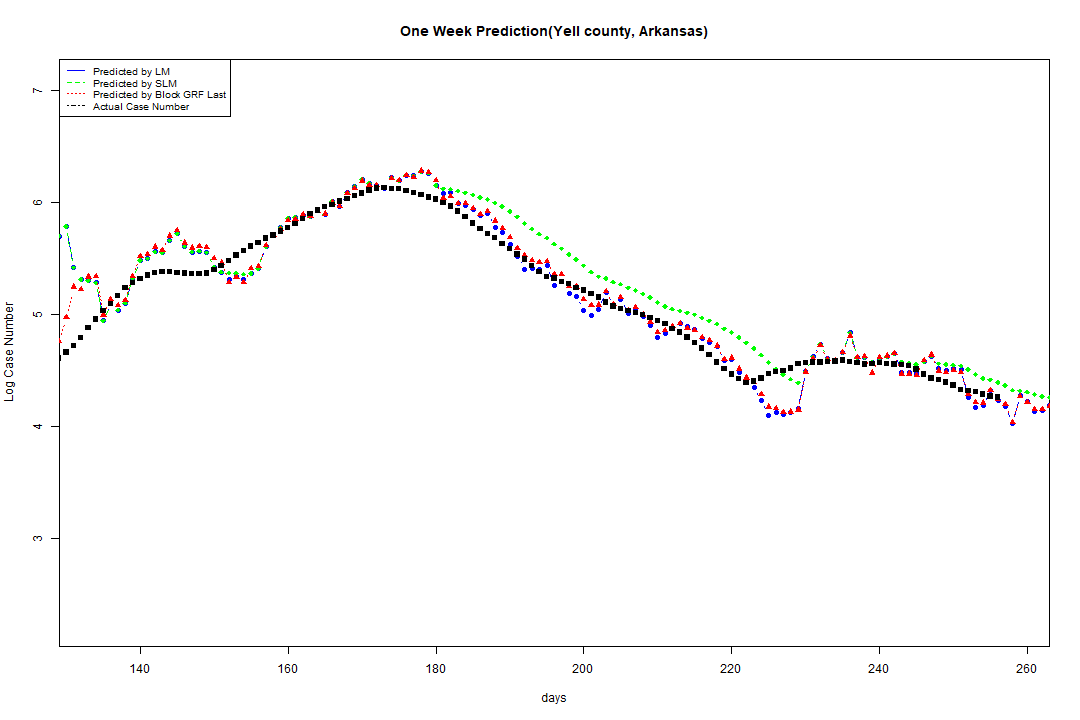 One Week Prediction(Yell county, Arkansas)
Predicted by LM
Predicted by SLM
Predicted by Block GRF Last
Actual Case Number
7
6
5
4
3
Log Case Number
140 160 180 200 220 240 260
days